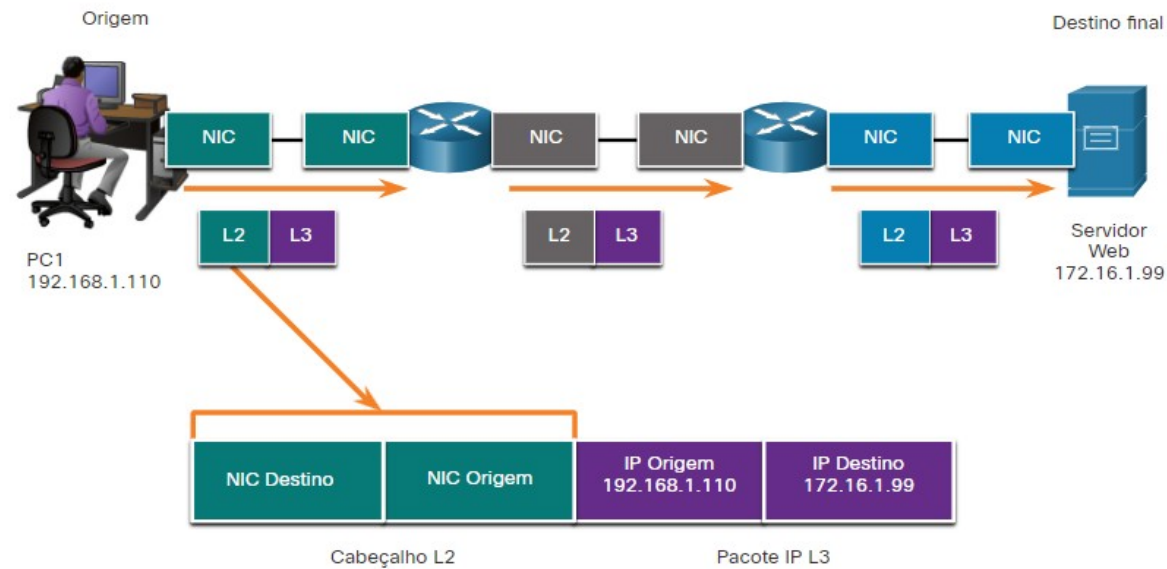 Origem
Destino final
NIC
NIC
NIC
NIC
NIC
NIC
L2
L3
L2
L3
L2
L3
PC1
192.168.1.110
Servidor
Web
172.16.1.99
NIC Destino
NIC Origem
IP Origem
192.168.1.110
IP Destino
172.16.1.99
Cabeçalho L2
Pacote IP L3